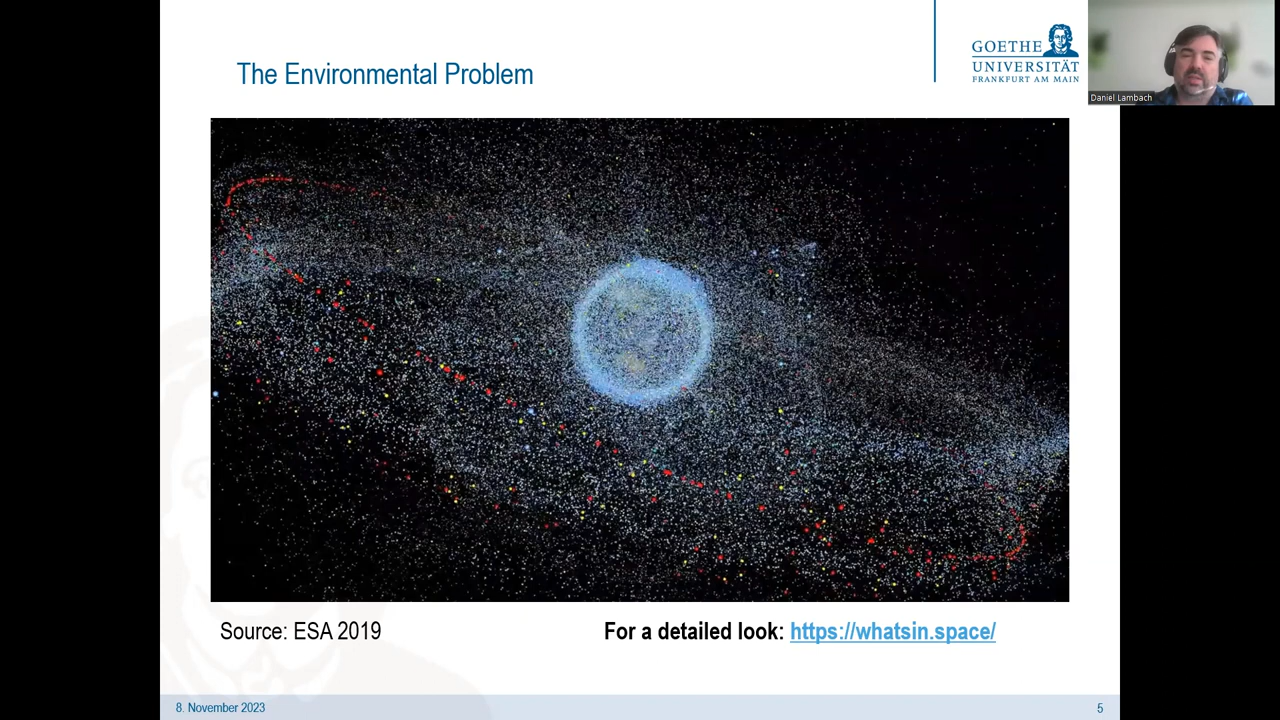 The Environmental Problem
GOETHE
UNIVERSITÄT
FRANKFURT AM MAIN
Daniel Lambach
Source: ESA 2019
For a detailed look: https://whatsin.space/
8. November 2023
5